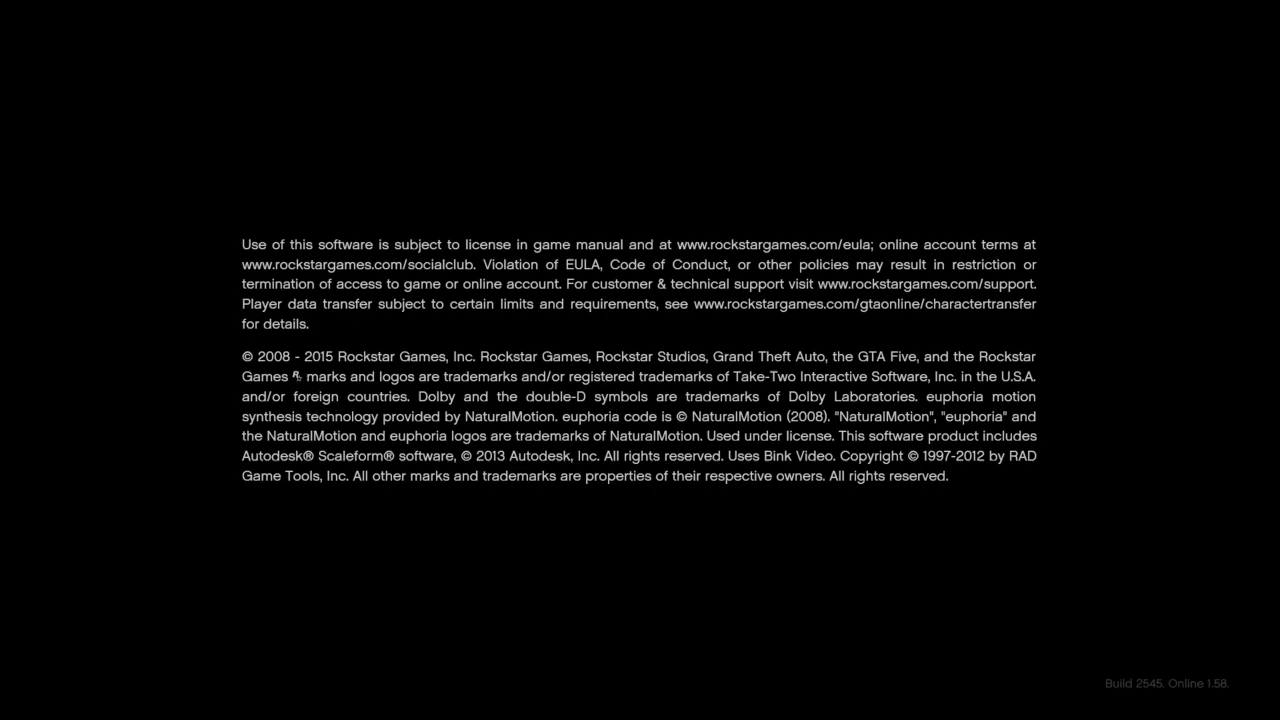 Use of this software is subject to license in game manual and at www.rockstargames.com/eula; online account terms at
www.rockstargames.com/socialclub. Violation of EULA, Code of Conduct, or other policies may result in restriction or
termination of access to game or online account. For customer & technical support visit www.rockstargames.com/support.
Player data transfer subject to certain limits and requirements, see www.rockstargames.com/gtaonline/charactertransfer
for details.
© 2008 - 2015 Rockstar Games, Inc. Rockstar Games, Rockstar Studios, Grand Theft Auto, the GTA Five, and the Rockstar
Games R* marks and logos are trademarks and/or registered trademarks of Take-Two Interactive Software, Inc. in the U.S.A.
and/or foreign countries. Dolby and the double-D symbols are trademarks of Dolby Laboratories. euphoria motion
synthesis technology provided by NaturalMotion. euphoria code is © NaturalMotion (2008). "NaturalMotion", "euphoria" and
the NaturalMotion and euphoria logos are trademarks of NaturalMotion. Used under license. This software product includes
Autodesk® Scaleform® software, © 2013 Autodesk, Inc. All rights reserved. Uses Bink Video. Copyright © 1997-2012 by RAD
Game Tools, Inc. All other marks and trademarks are properties of their respective owners. All rights reserved.
Build 2545. Online 1.58.